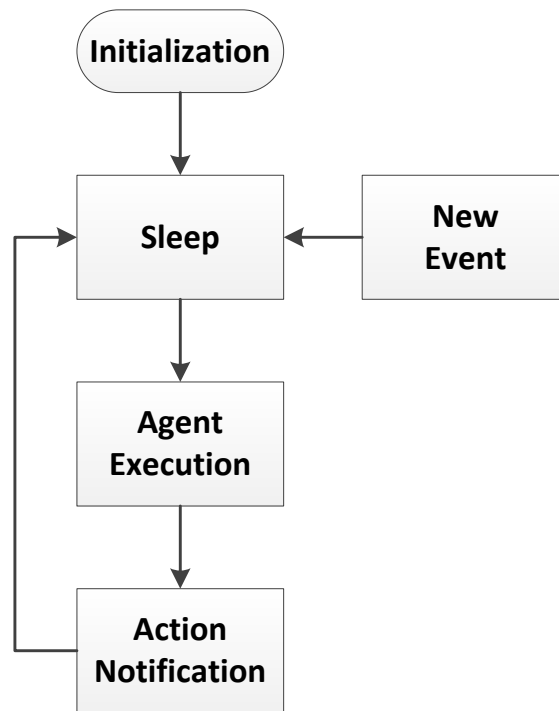 Initialization
Sleep
New
Event
Agent
Execution
Action
Notification